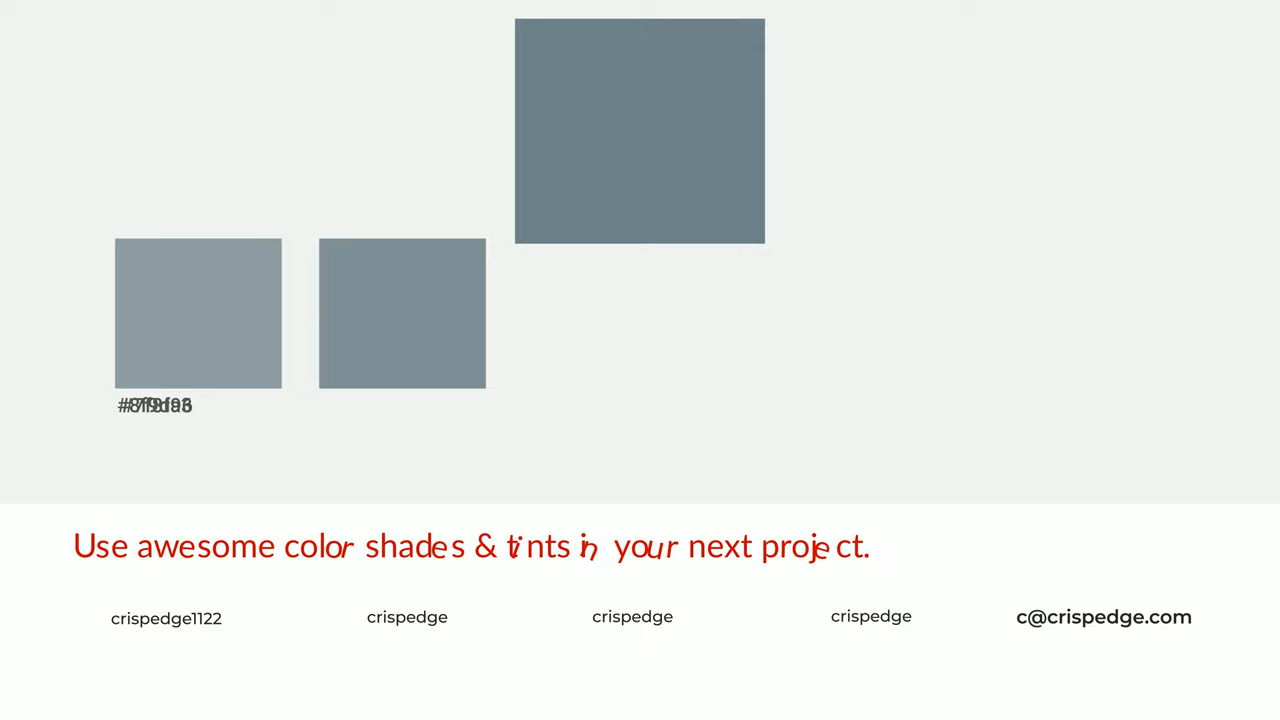 Use awesome color shades & tints in your next project.
crispedge1122 crispedge crispedge crispedge c@crispedge.com